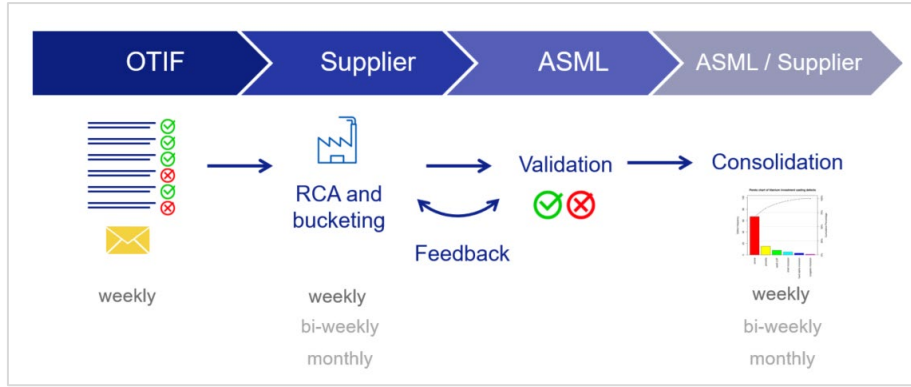 OTIF
Supplier
ASML
ASML / Supplier
RCA and
bucketing
Validation
Consolidation
Feedback
weekly
weekly
bi-weekly
monthly
weekly
bi-weekly
monthly